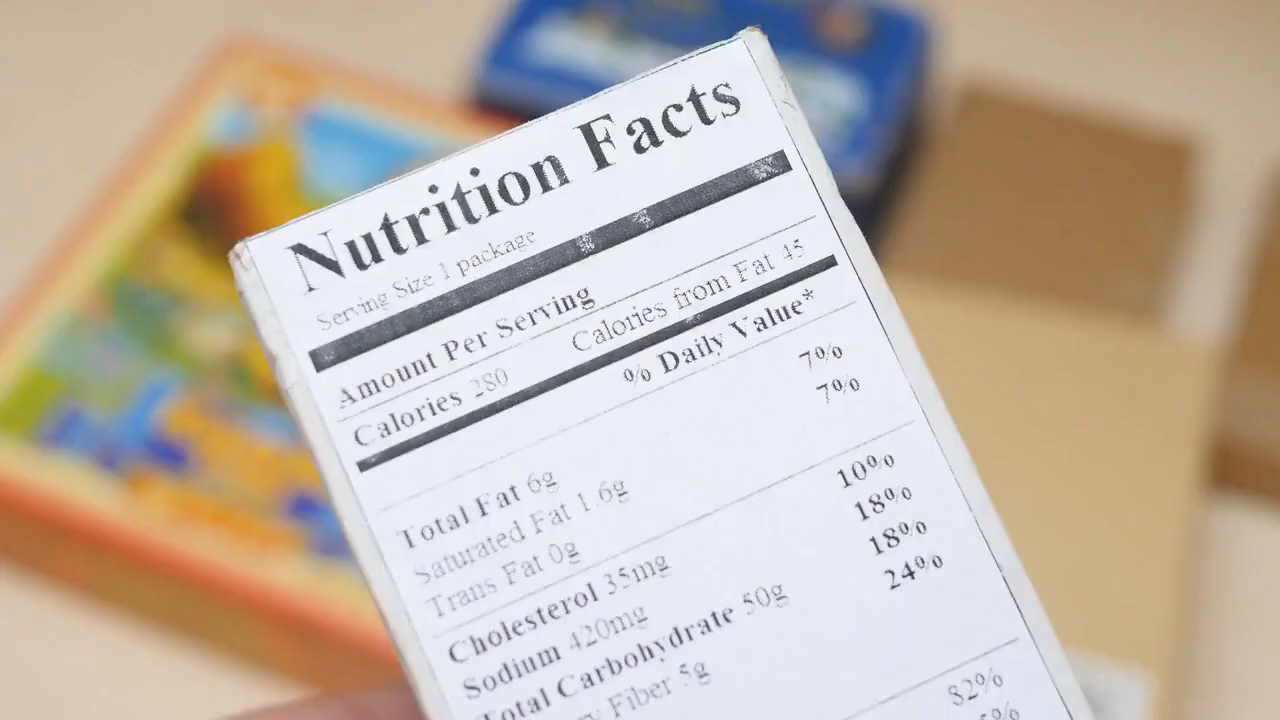 Nutrition Facts
Serving Size 1 package
Amount Per Serving
Calories 280 Calories from Fat 45
% Daily Value*
Total Fat 6g 7%
Saturated Fat 1.6g 7%
Trans Fat 0g
Cholesterol 35mg 10%
Sodium 420mg 18%
Total Carbohydrate 50g 18%
Fiber 5g 24%
82%